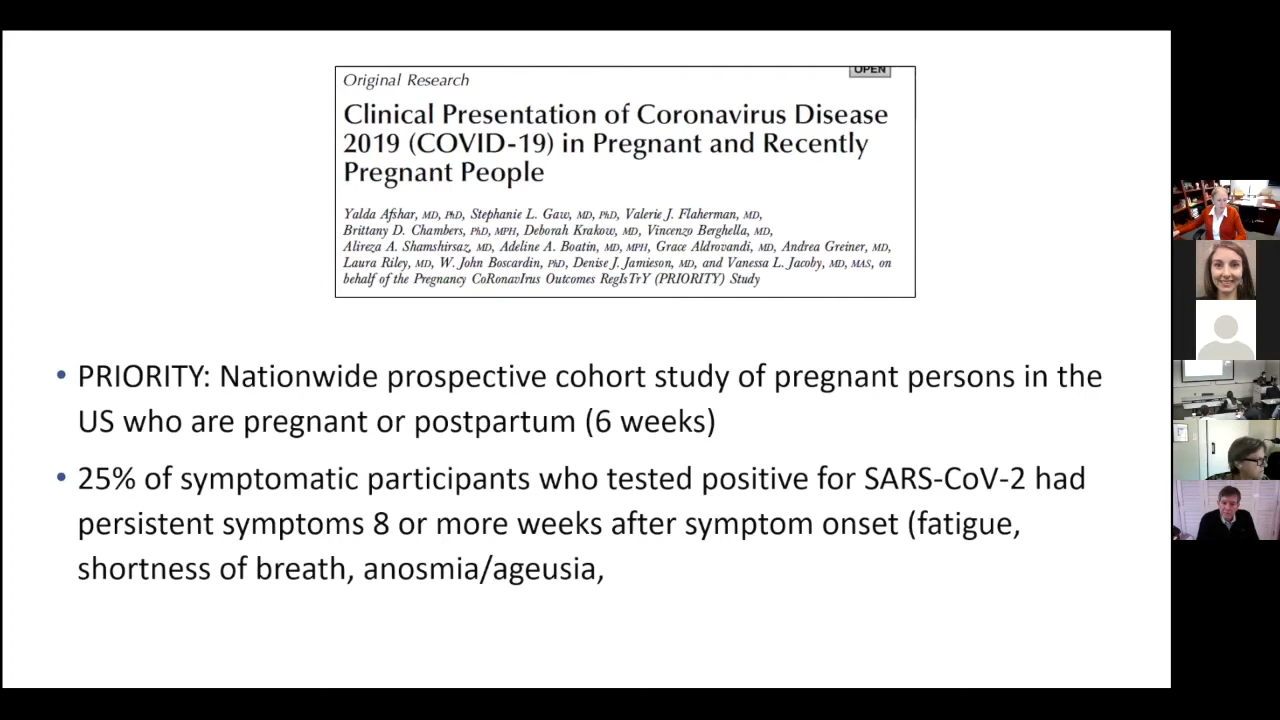 OPEN
Original Research
Clinical Presentation of Coronavirus Disease
2019 (COVID-19) in Pregnant and Recently
Pregnant People
Yalda Afshar, MD, PhD, Stephanie L. Gaw, MD, PhD, Valerie J. Flaherman, MD,
Brittany D. Chambers, PhD, MPH, Deborah Krakow, MD, Vincenzo Berghella, MD,
Alireza A. Shamshirsaz, MD, Adeline A. Boatin, MD, MPH, Grace Aldrovandi, MD, Andrea Greiner, MD,
Laura Riley, MD, W. John Boscardin, PhD, Denise J. Jamieson, MD, and Vanessa L. Jacoby, MD, MAS, on
behalf of the Pregnancy CoRonavIrus Outcomes RegIsTrY (PRIORITY) Study
• PRIORITY: Nationwide prospective cohort study of pregnant persons in the
US who are pregnant or postpartum (6 weeks)
• 25% of symptomatic participants who tested positive for SARS-CoV-2 had
persistent symptoms 8 or more weeks after symptom onset (fatigue,
shortness of breath, anosmia/ageusia,